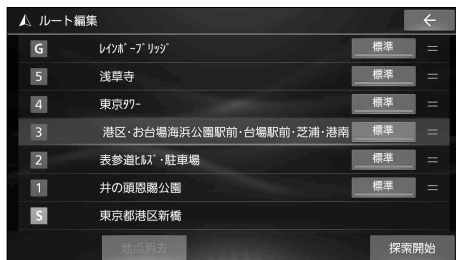 ルート編集
G ﾚｲﾝﾎﾞｰﾌﾞﾘｯｼﾞ 標準
5 浅草寺 標準
4 東京ﾀﾜｰ 標準
3 港区･お台場海浜公園駅前･台場駅前･芝浦･港南 標準
2 表参道ﾋﾙｽﾞ･駐車場 標準
1 井の頭恩賜公園 標準
S 東京都港区新橋
地点消去 探索開始